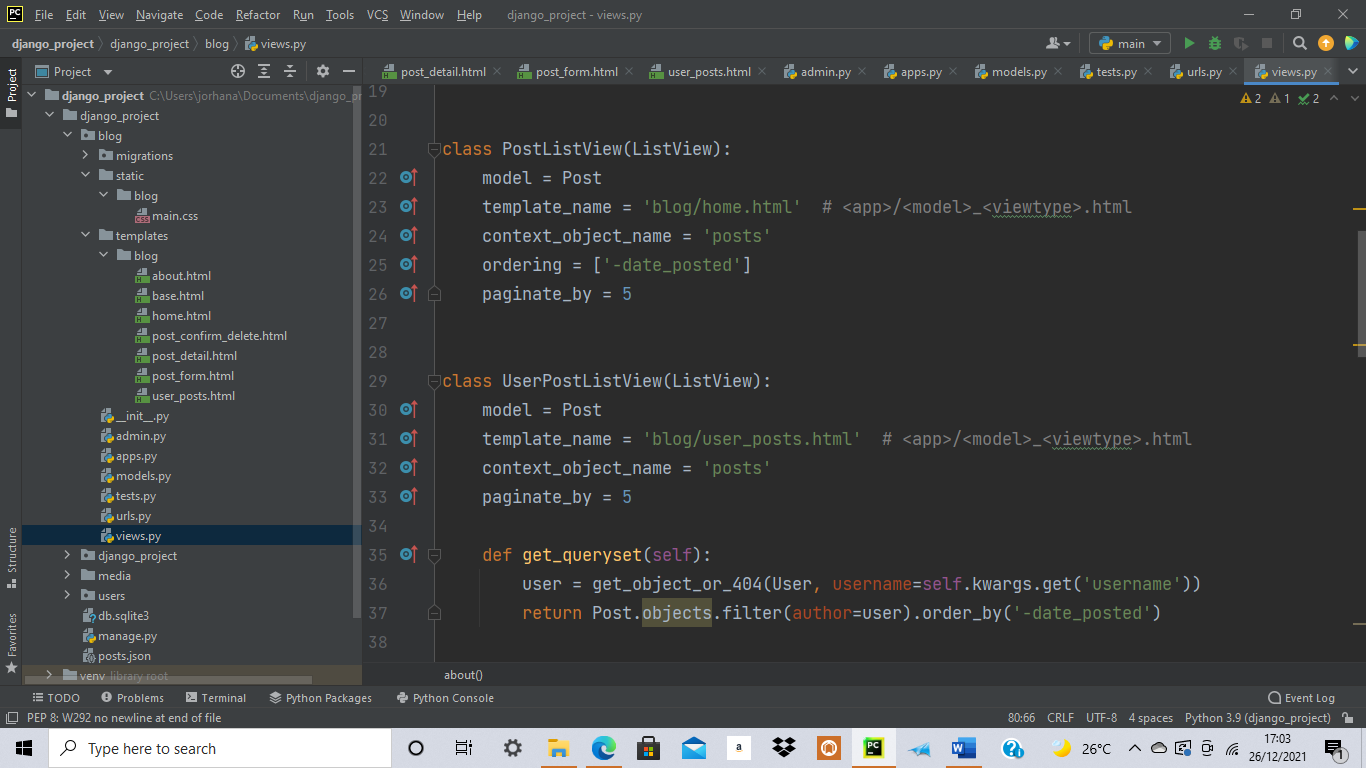 PC File Edit View Navigate Code Refactor Run Tools VCS Window Help django_project - views.py
django_project django_project blog views.py main
Project
Project
post_detail.html post_form.html user_posts.html admin.py apps.py models.py tests.py urls.py views.py
django_project C:\Users\jorhana\Documents\django_pr
django_project
blog
migrations
static
blog
main.css
templates
blog
about.html
base.html
home.html
post_confirm_delete.html
post_detail.html
post_form.html
user_posts.html
__init__.py
admin.py
apps.py
models.py
tests.py
urls.py
views.py
django_project
media
users
db.sqlite3
manage.py
posts.json
venv library root
Structure
Favorites
2 1 2
19
20
21 class PostListView(ListView):
22 model = Post
23 template_name = 'blog/home.html' # <app>/<model>_<viewtype>.html
24 context_object_name = 'posts'
25 ordering = ['-date_posted']
26 paginate_by = 5
27
28
29 class UserPostListView(ListView):
30 model = Post
31 template_name = 'blog/user_posts.html' # <app>/<model>_<viewtype>.html
32 context_object_name = 'posts'
33 paginate_by = 5
34
35 def get_queryset(self):
36 user = get_object_or_404(User, username=self.kwargs.get('username'))
37 return Post.objects.filter(author=user).order_by('-date_posted')
38
about()
TODO Problems Terminal Python Packages Python Console Event Log
PEP 8: W292 no newline at end of file 80:66 CRLF UTF-8 4 spaces Python 3.9 (django_project)
Type here to search a PC W 26°C 17:03
26/12/2021 1